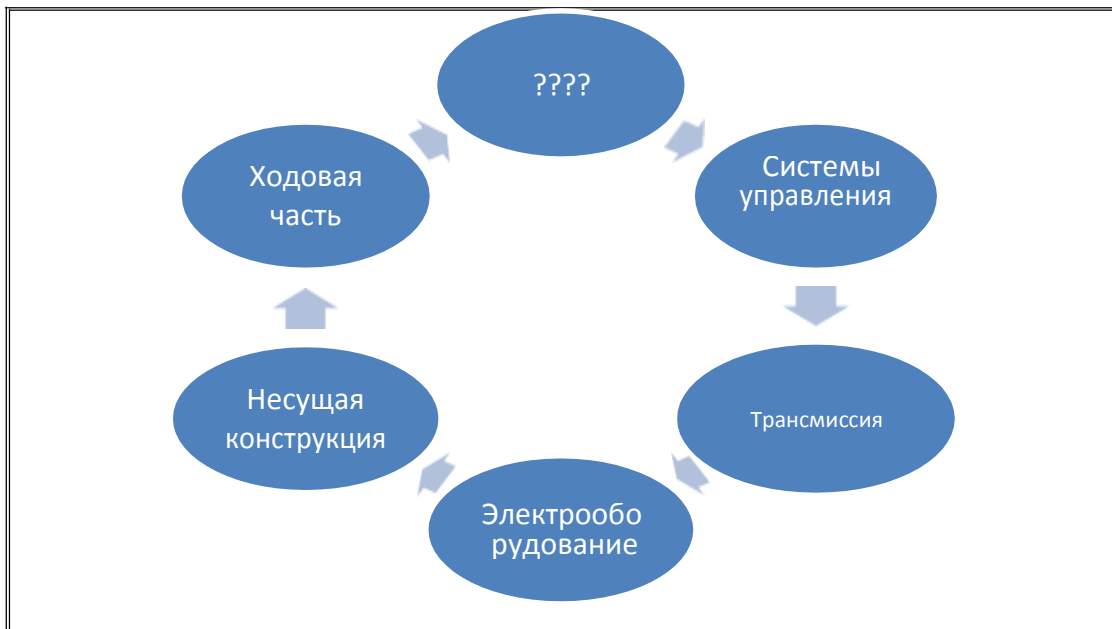 ????
Системы
управления
Трансмиссия
Электрообо
рудование
Несущая
конструкция
Ходовая
часть